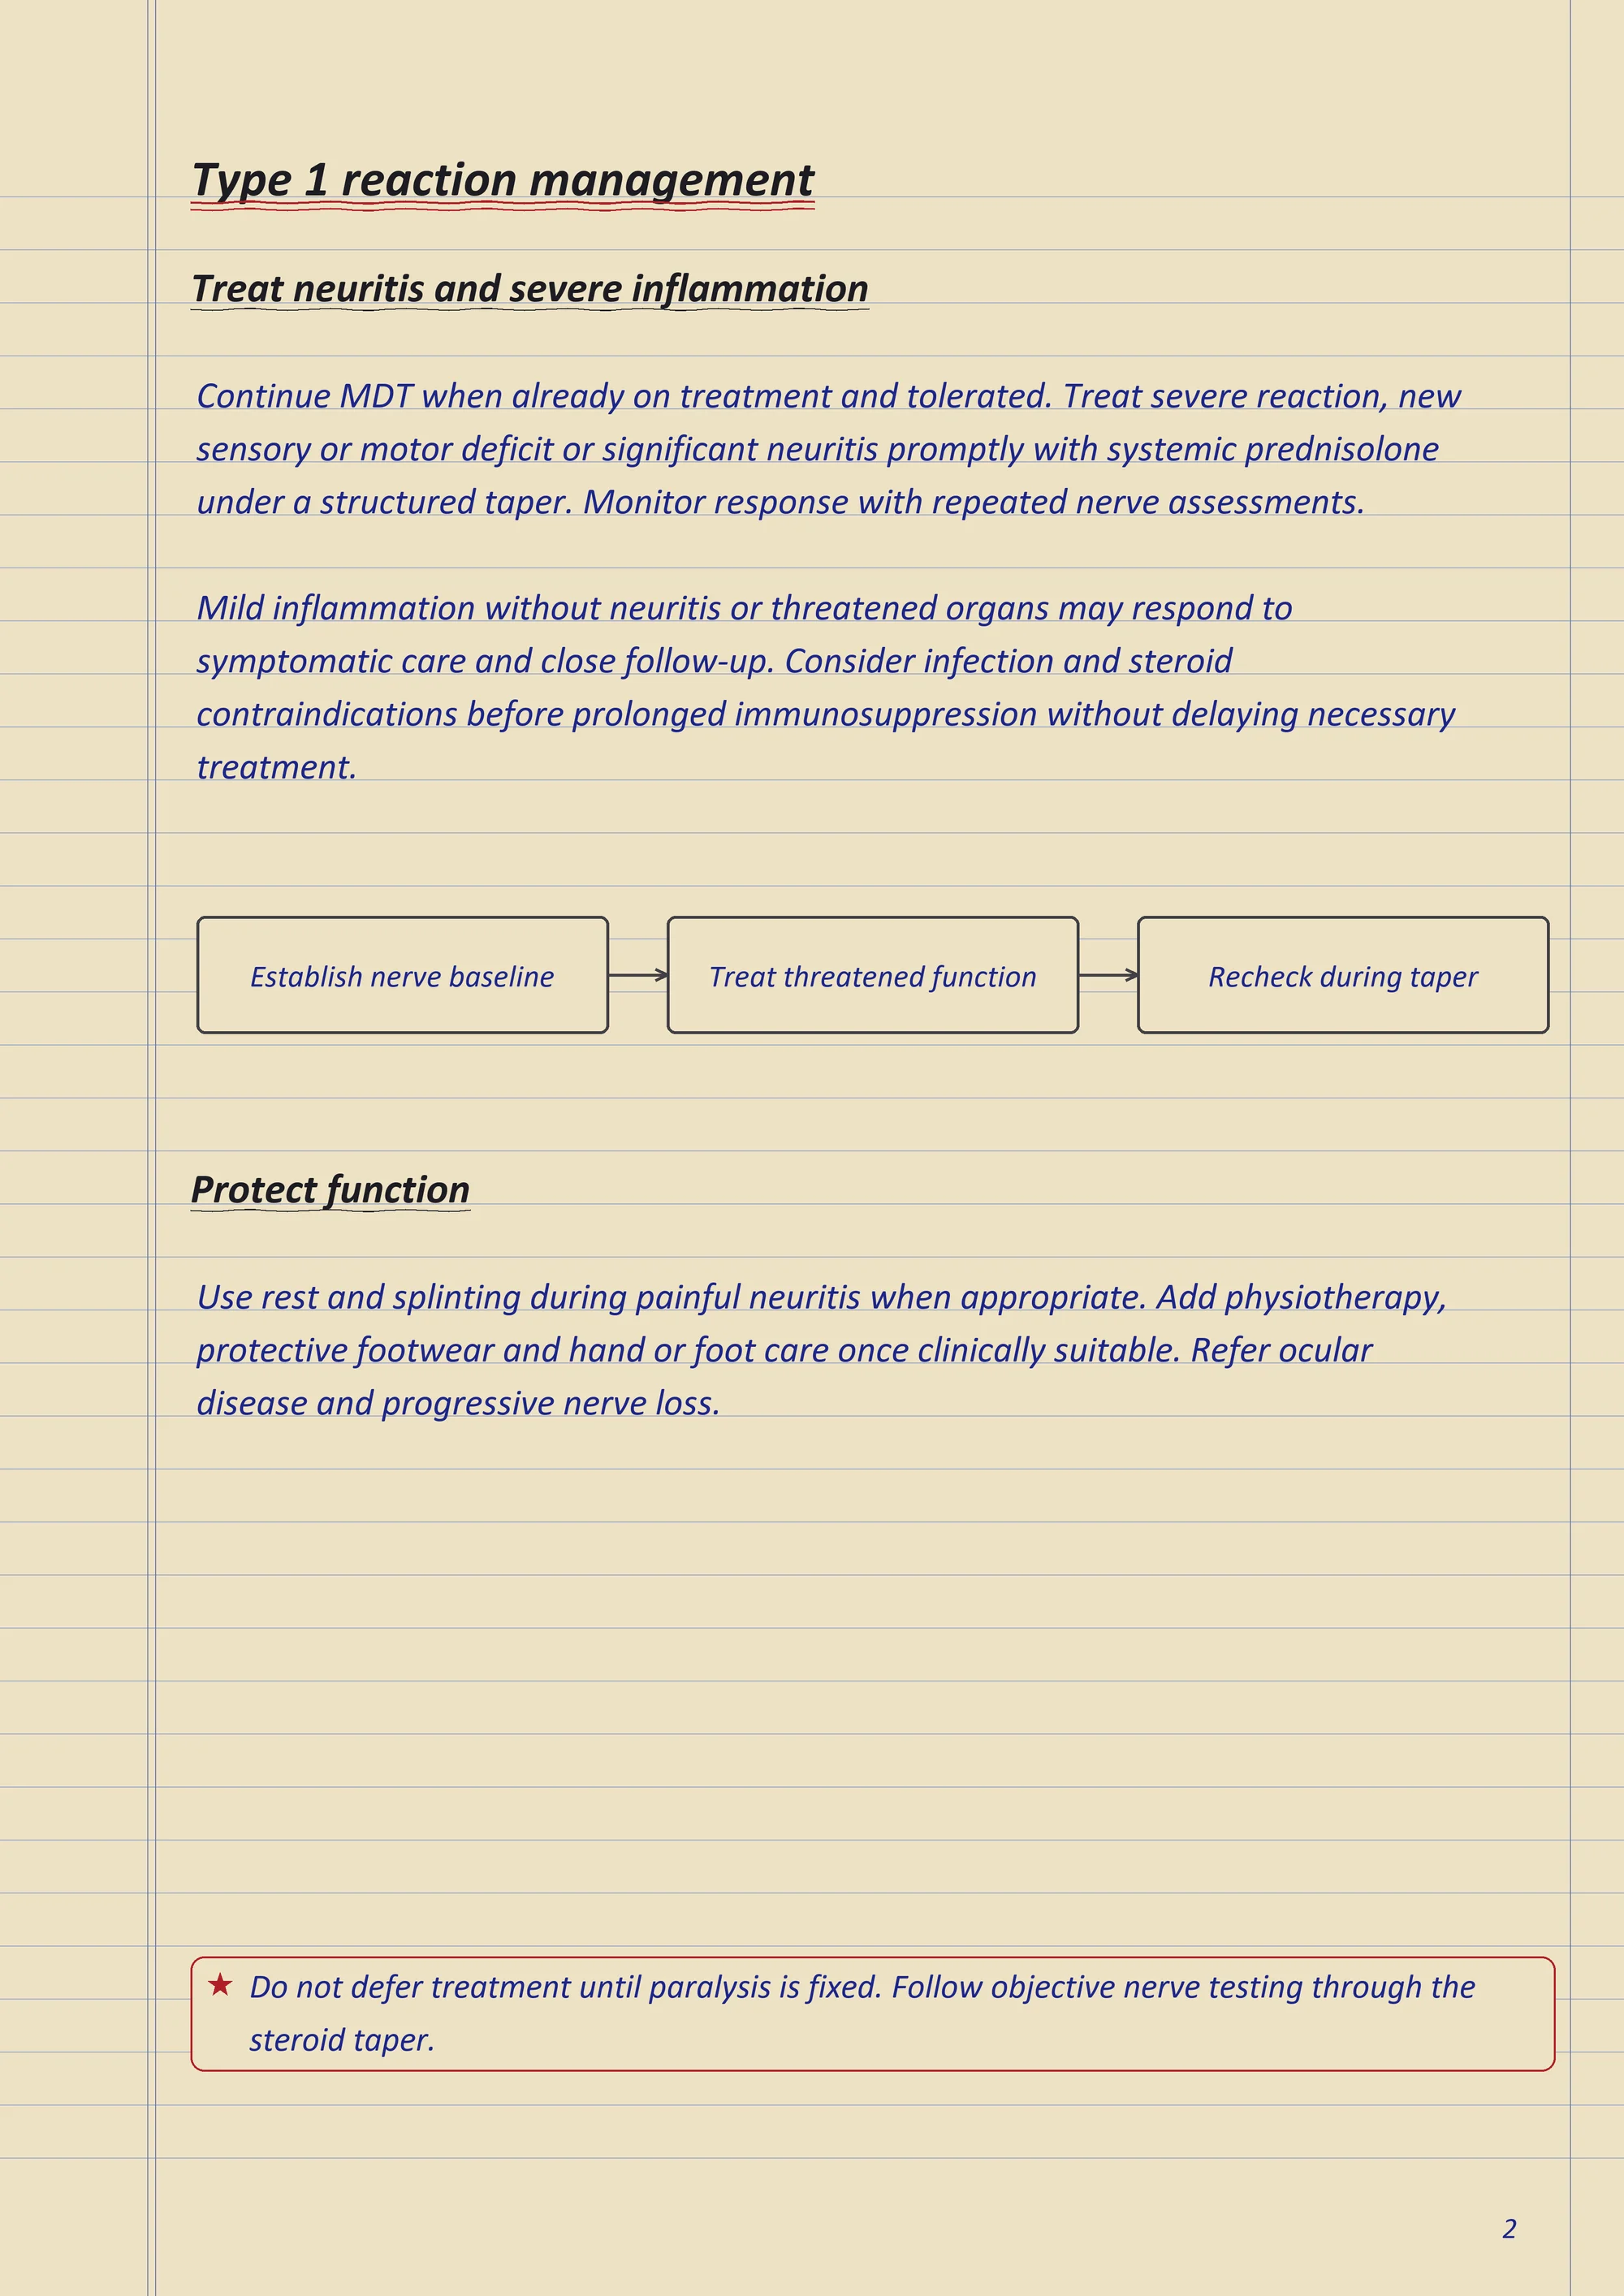 Type 1 reaction management
Treat neuritis and severe inflammation
Continue MDT when already on treatment and tolerated. Treat severe reaction, new
sensory or motor deficit or significant neuritis promptly with systemic prednisolone
under a structured taper. Monitor response with repeated nerve assessments.
Mild inflammation without neuritis or threatened organs may respond to
symptomatic care and close follow-up. Consider infection and steroid
contraindications before prolonged immunosuppression without delaying necessary
treatment.
Establish nerve baseline
Treat threatened function
Recheck during taper
Protect function
Use rest and splinting during painful neuritis when appropriate. Add physiotherapy,
protective footwear and hand or foot care once clinically suitable. Refer ocular
disease and progressive nerve loss.
★ Do not defer treatment until paralysis is fixed. Follow objective nerve testing through the
steroid taper.
2